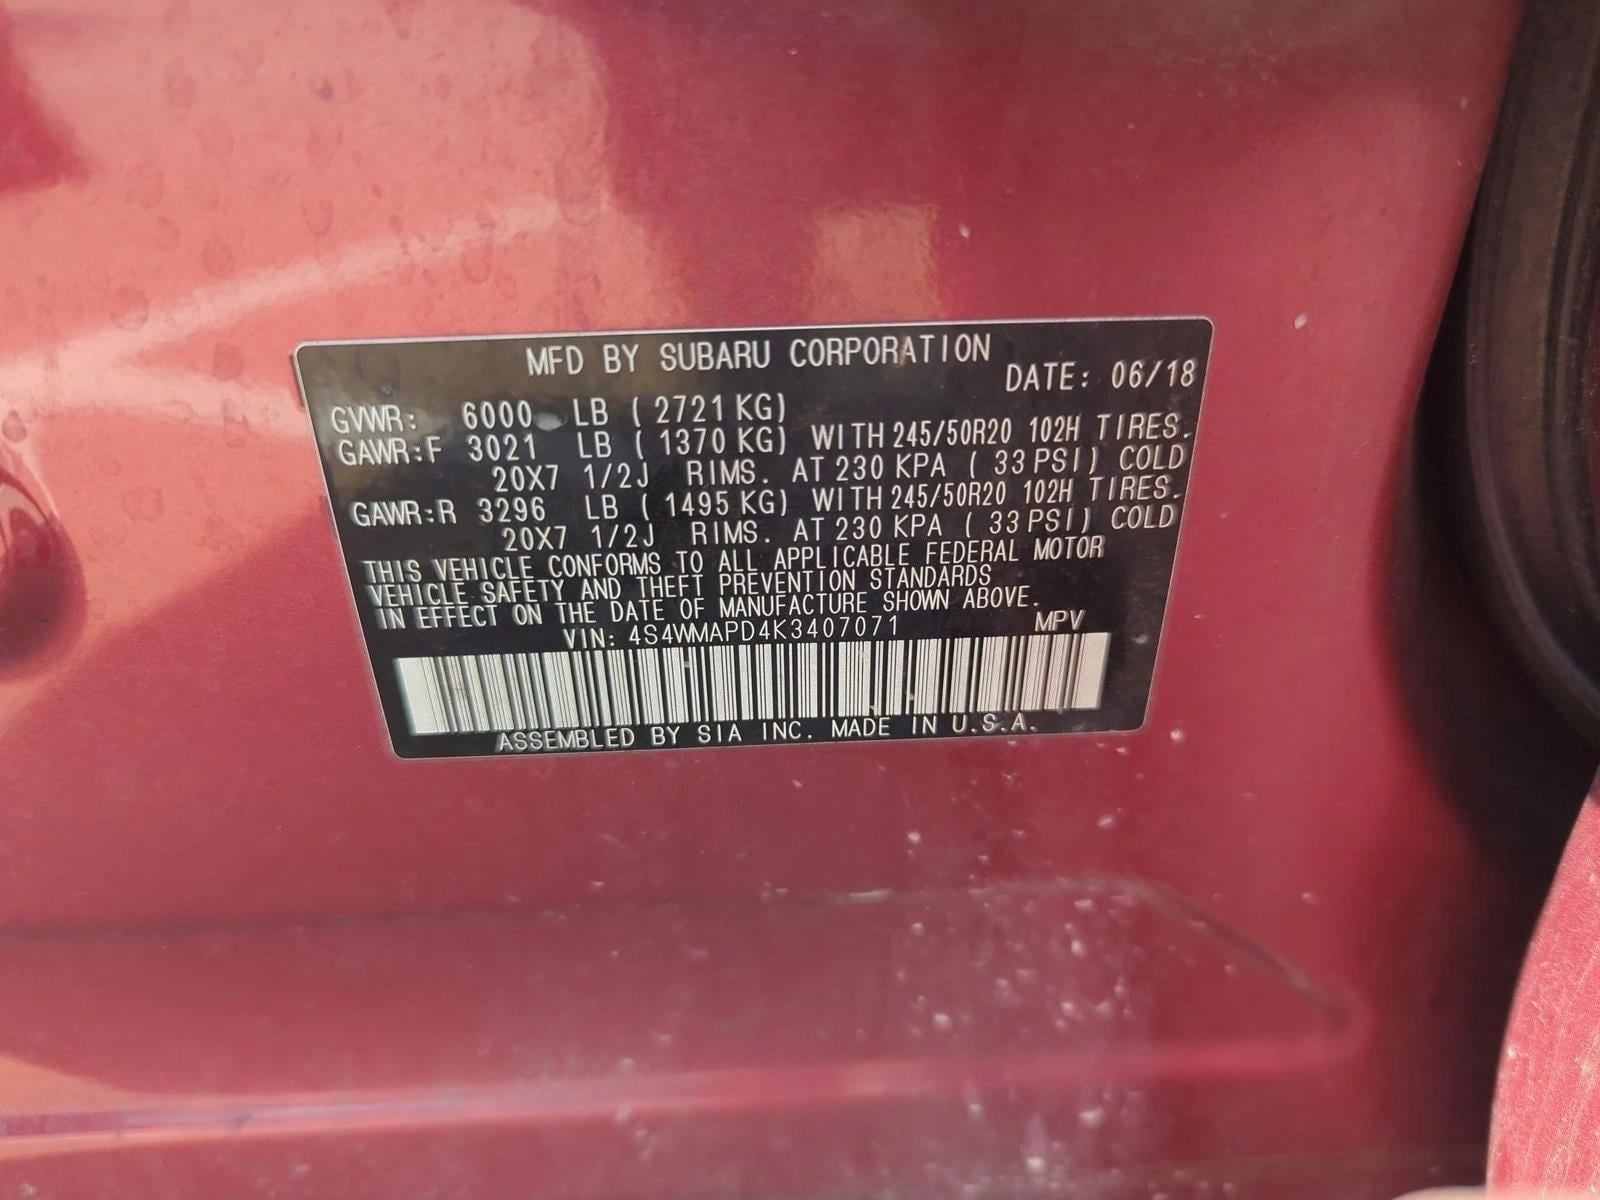 MFD BY SUBARU CORPORATION
DATE: 06/18
GVWR: 6000 LB ( 2721 KG)
GAWR:F 3021 LB ( 1370 KG) WITH 245/50R20 102H TIRES.
20X7 1/2J RIMS. AT 230 KPA ( 33 PSI) COLD
GAWR:R 3296 LB ( 1495 KG) WITH 245/50R20 102H TIRES.
20X7 1/2J RIMS. AT 230 KPA ( 33 PSI) COLD
THIS VEHICLE CONFORMS TO ALL APPLICABLE FEDERAL MOTOR
VEHICLE SAFETY AND THEFT PREVENTION STANDARDS
IN EFFECT ON THE DATE OF MANUFACTURE SHOWN ABOVE.
VIN: 4S4WMAPD4K3407071 MPV
ASSEMBLED BY SIA INC. MADE IN U.S.A.